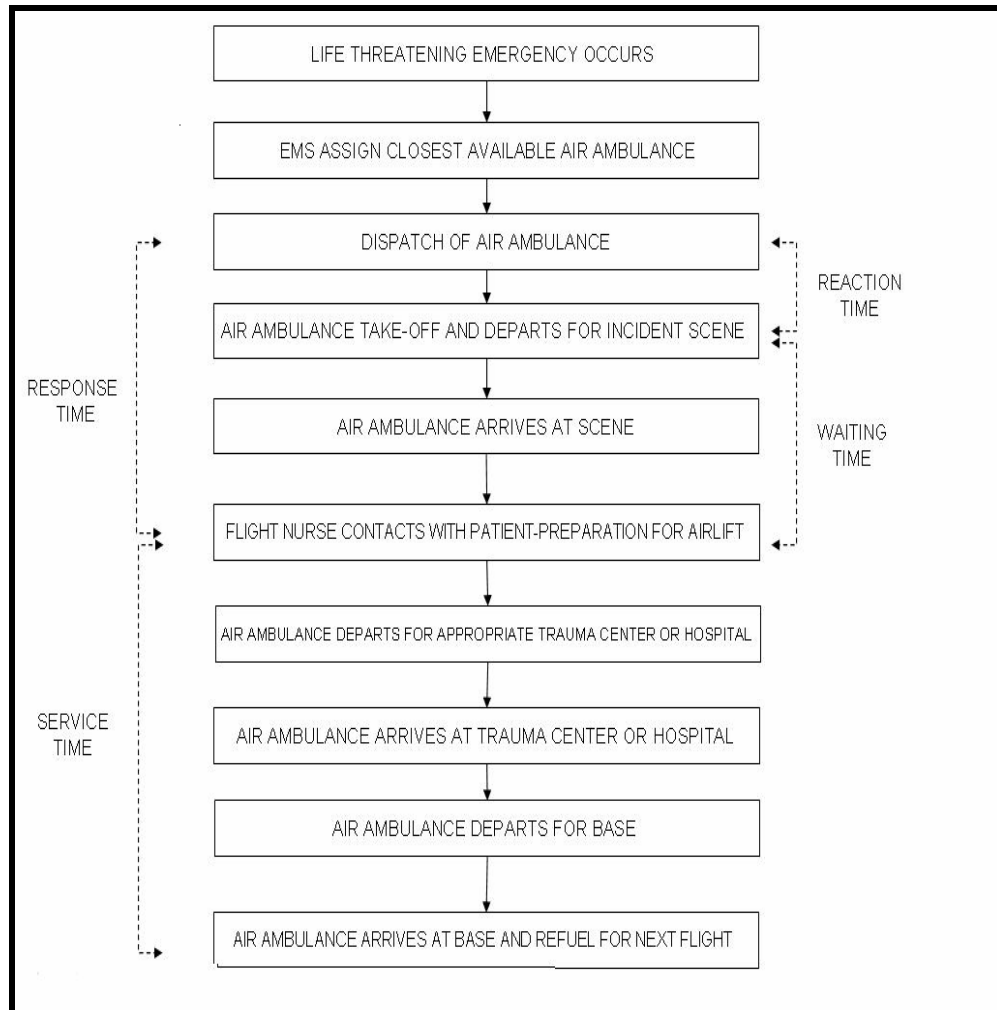 LIFE THREATENING EMERGENCY OCCURS
EMS ASSIGN CLOSEST AVAILABLE AIR AMBULANCE
DISPATCH OF AIR AMBULANCE
REACTION
TIME
AIR AMBULANCE TAKE-OFF AND DEPARTS FOR INCIDENT SCENE
RESPONSE
TIME
AIR AMBULANCE ARRIVES AT SCENE
WAITING
TIME
FLIGHT NURSE CONTACTS WITH PATIENT-PREPARATION FOR AIRLIFT
AIR AMBULANCE DEPARTS FOR APPROPRIATE TRAUMA CENTER OR HOSPITAL
SERVICE
TIME
AIR AMBULANCE ARRIVES AT TRAUMA CENTER OR HOSPITAL
AIR AMBULANCE DEPARTS FOR BASE
AIR AMBULANCE ARRIVES AT BASE AND REFUEL FOR NEXT FLIGHT